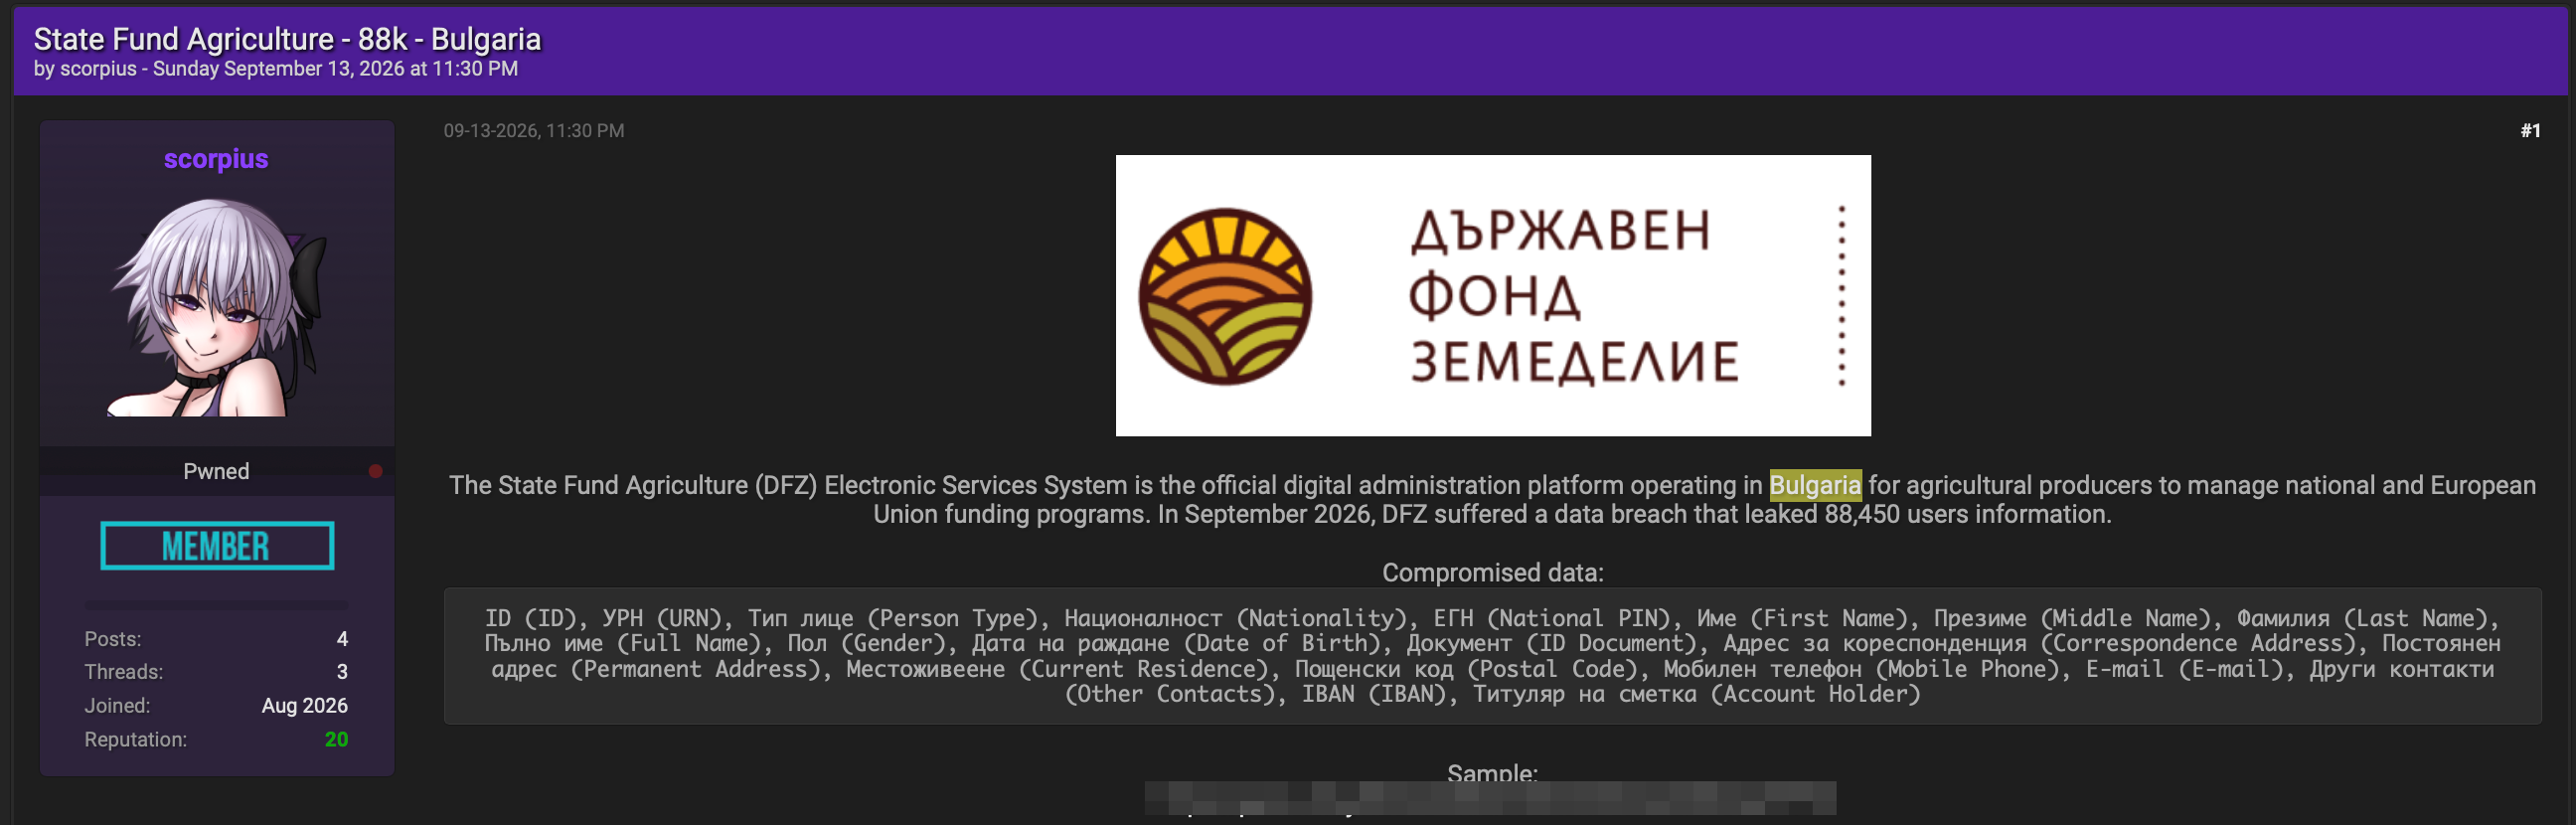 State Fund Agriculture - 88k - Bulgaria
by scorpius - Sunday September 13, 2026 at 11:30 PM
scorpius
Pwned
MEMBER
Posts: 4
Threads: 3
Joined: Aug 2026
Reputation: 20
09-13-2026, 11:30 PM #1
ДЪРЖАВЕН
ФОНД
ЗЕМЕДЕЛИЕ
The State Fund Agriculture (DFZ) Electronic Services System is the official digital administration platform operating in Bulgaria for agricultural producers to manage national and European
Union funding programs. In September 2026, DFZ suffered a data breach that leaked 88,450 users information.
Compromised data:
ID (ID), УРН (URN), Тип лице (Person Type), Националност (Nationality), ЕГН (National PIN), Име (First Name), Презиме (Middle Name), Фамилия (Last Name),
Пълно име (Full Name), Пол (Gender), Дата на раждане (Date of Birth), Документ (ID Document), Адрес за кореспонденция (Correspondence Address), Постоянен
адрес (Permanent Address), Местоживеене (Current Residence), Пощенски код (Postal Code), Мобилен телефон (Mobile Phone), E-mail (E-mail), Други контакти
(Other Contacts), IBAN (IBAN), Титуляр на сметка (Account Holder)
Sample: